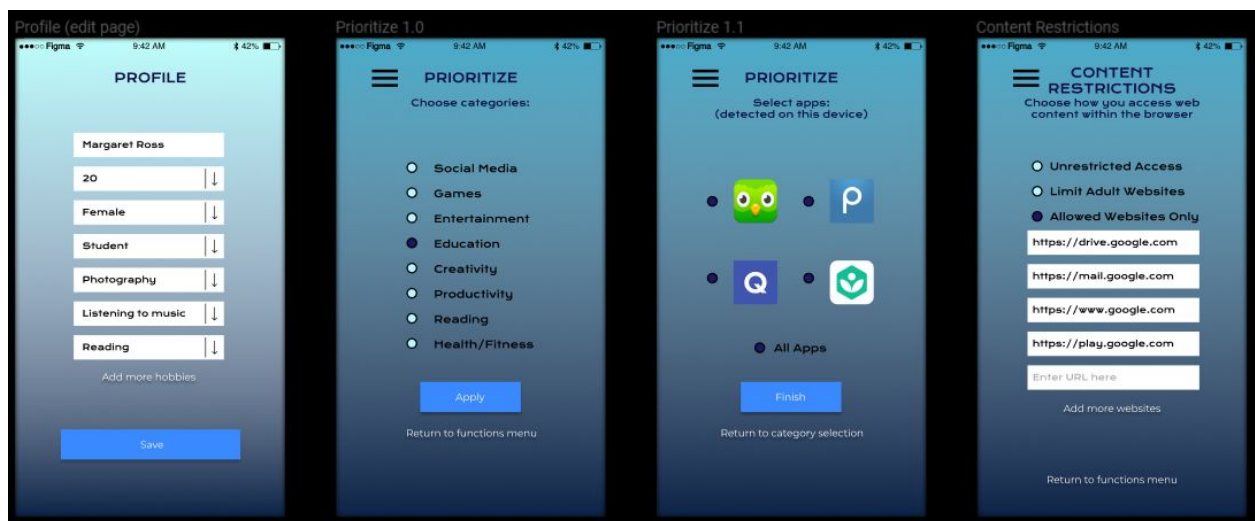 Profile (edit page)
Figma 9:42 AM 42%
PROFILE
Margaret Ross
20
Female
Student
Photography
Listening to music
Reading
Add more hobbies
Save
Prioritize 1.0
Figma 9:42 AM 42%
PRIORITIZE
Choose categories:
Social Media
Games
Entertainment
Education
Creativity
Productivity
Reading
Health/Fitness
Apply
Return to functions menu
Prioritize 1.1
Figma 9:42 AM 42%
PRIORITIZE
Select apps:
(detected on this device)
P
Q
All Apps
Finish
Return to category selection
Content Restrictions
Figma 9:42 AM 42%
CONTENT
RESTRICTIONS
Choose how you access web
content within the browser
Unrestricted Access
Limit Adult Websites
Allowed Websites Only
https://drive.google.com
https://mail.google.com
https://www.google.com
https://play.google.com
Enter URL here
Add more websites
Return to functions menu